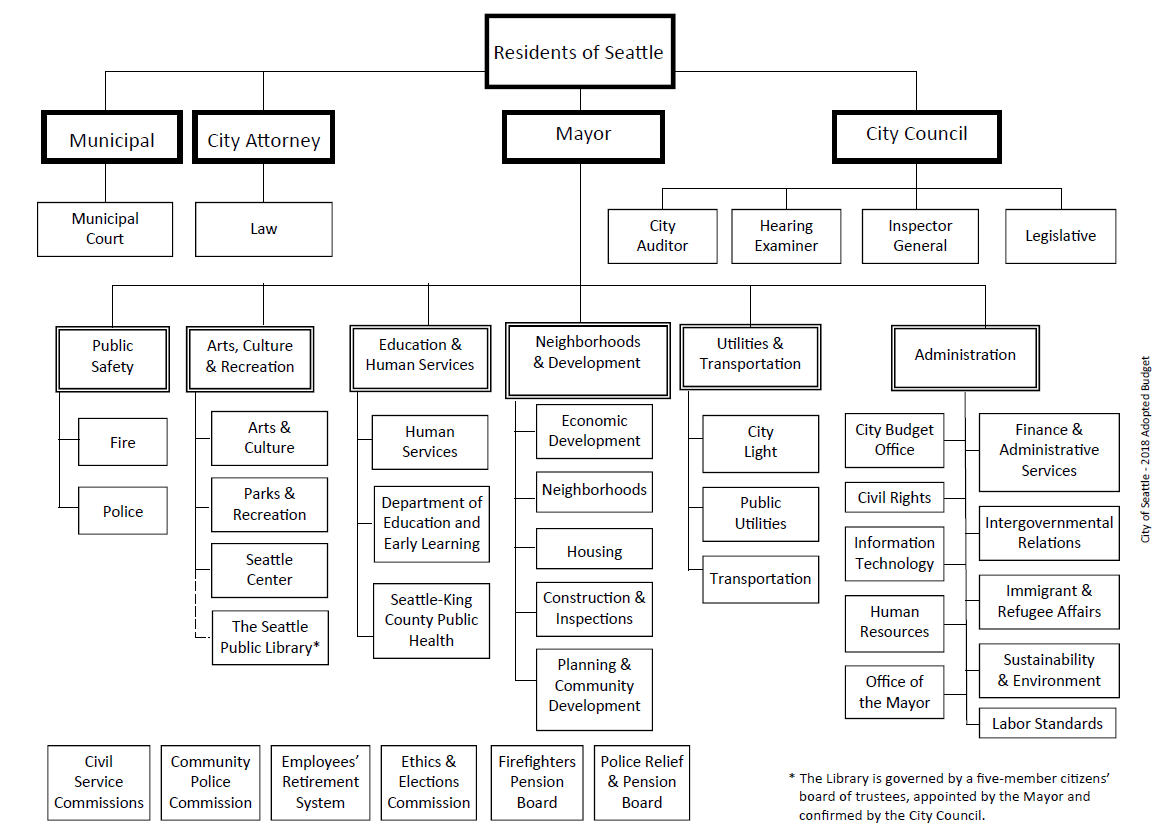 Residents of Seattle
Municipal
City Attorney
Mayor
City Council
Municipal
Court
Law
City
Auditor
Hearing
Examiner
Inspector
General
Legislative
Public
Safety
Arts, Culture
& Recreation
Education &
Human Services
Neighborhoods
& Development
Utilities &
Transportation
Administration
Fire
Police
Arts &
Culture
Parks &
Recreation
Seattle
Center
The Seattle
Public Library*
Human
Services
Department of
Education and
Early Learning
Seattle-King
County Public
Health
Economic
Development
Neighborhoods
Housing
Construction &
Inspections
Planning &
Community
Development
City
Light
Public
Utilities
Transportation
City Budget
Office
Civil Rights
Information
Technology
Human
Resources
Office of
the Mayor
Finance &
Administrative
Services
Intergovernmental
Relations
Immigrant &
Refugee Affairs
Sustainability
& Environment
Labor Standards
City of Seattle - 2018 Adopted Budget
Civil
Service
Commissions
Community
Police
Commission
Employees’
Retirement
System
Ethics &
Elections
Commission
Firefighters
Pension
Board
Police Relief
& Pension
Board
* The Library is governed by a five-member citizens’
board of trustees, appointed by the Mayor and
confirmed by the City Council.